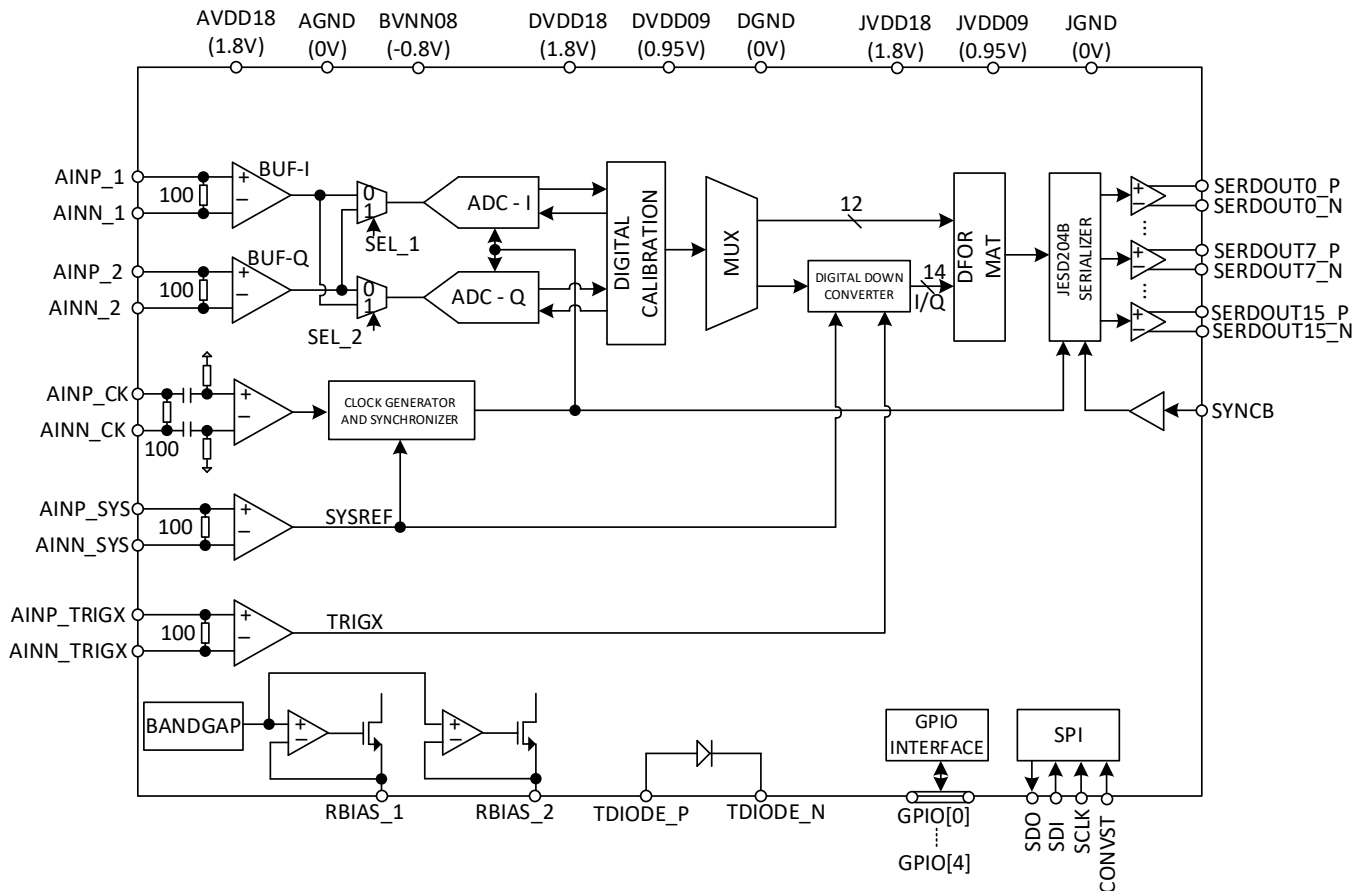 AVDD18
(1.8V)
AGND
(0V)
BVNN08
(-0.8V)
DVDD18
(1.8V)
DVDD09
(0.95V)
DGND
(0V)
JVDD18
(1.8V)
JVDD09
(0.95V)
JGND
(0V)
AINP_1
AINN_1
100
+
−
BUF-I
AINP_2
AINN_2
100
+
−
BUF-Q
0
1
SEL_1
0
1
SEL_2
ADC - I
ADC - Q
DIGITAL
CALIBRATION
MUX
12
DIGITAL DOWN
CONVERTER
14
I/Q
DFOR
MAT
JESD204B
SERIALIZER
+
−
SERDOUT0_P
SERDOUT0_N
...
+
−
SERDOUT7_P
SERDOUT7_N
...
+
−
SERDOUT15_P
SERDOUT15_N
AINP_CK
AINN_CK
100
+
−
CLOCK GENERATOR
AND SYNCHRONIZER
SYNCB
AINP_SYS
AINN_SYS
100
+
−
SYSREF
AINP_TRIGX
AINN_TRIGX
100
+
−
TRIGX
BANDGAP
+
−
RBIAS_1
+
−
RBIAS_2
TDIODE_P
TDIODE_N
GPIO
INTERFACE
GPIO[0]
GPIO[4]
SPI
SDO
SDI
SCLK
CONVST